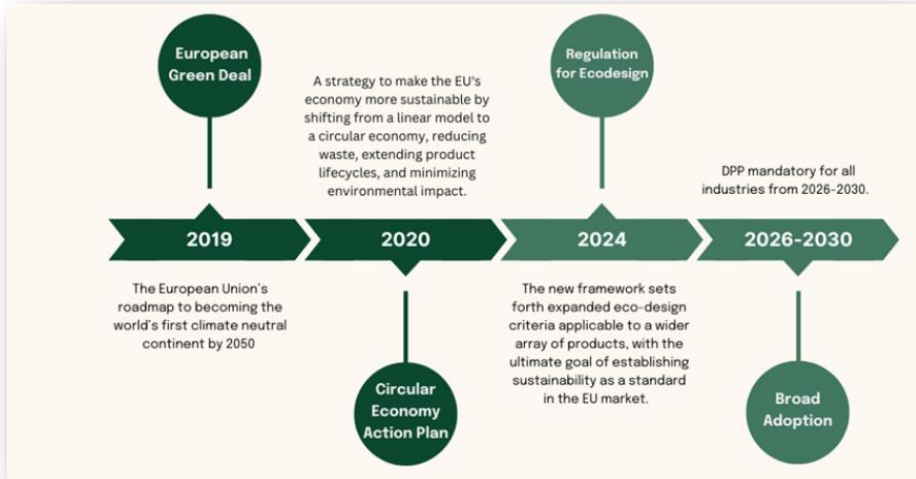 European
Green Deal
A strategy to make the EU's
economy more sustainable by
shifting from a linear model to
a circular economy, reducing
waste, extending product
lifecycles, and minimizing
environmental impact.
Regulation
for Ecodesign
DPP mandatory for all
industries from 2026-2030.
2019
2020
2024
2026-2030
The European Union's
roadmap to becoming the
world's first climate neutral
continent by 2050
Circular
Economy
Action Plan
The new framework sets
forth expanded eco-design
criteria applicable to a wider
array of products, with the
ultimate goal of establishing
sustainability as a standard
in the EU market.
Broad
Adoption